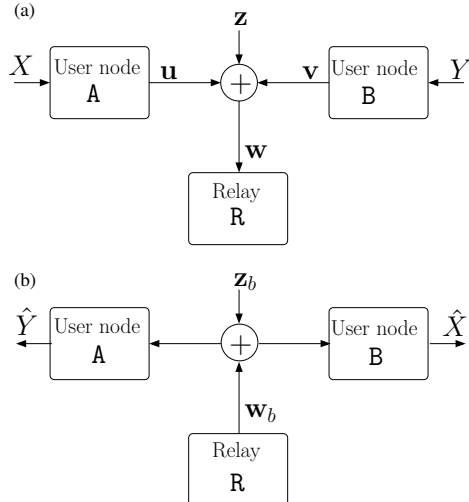 (a)
z
X User node u + v User node Y
A B
w
Relay
R
(b)
z_b
Ŷ User node + User node X̂
A B
w_b
Relay
R